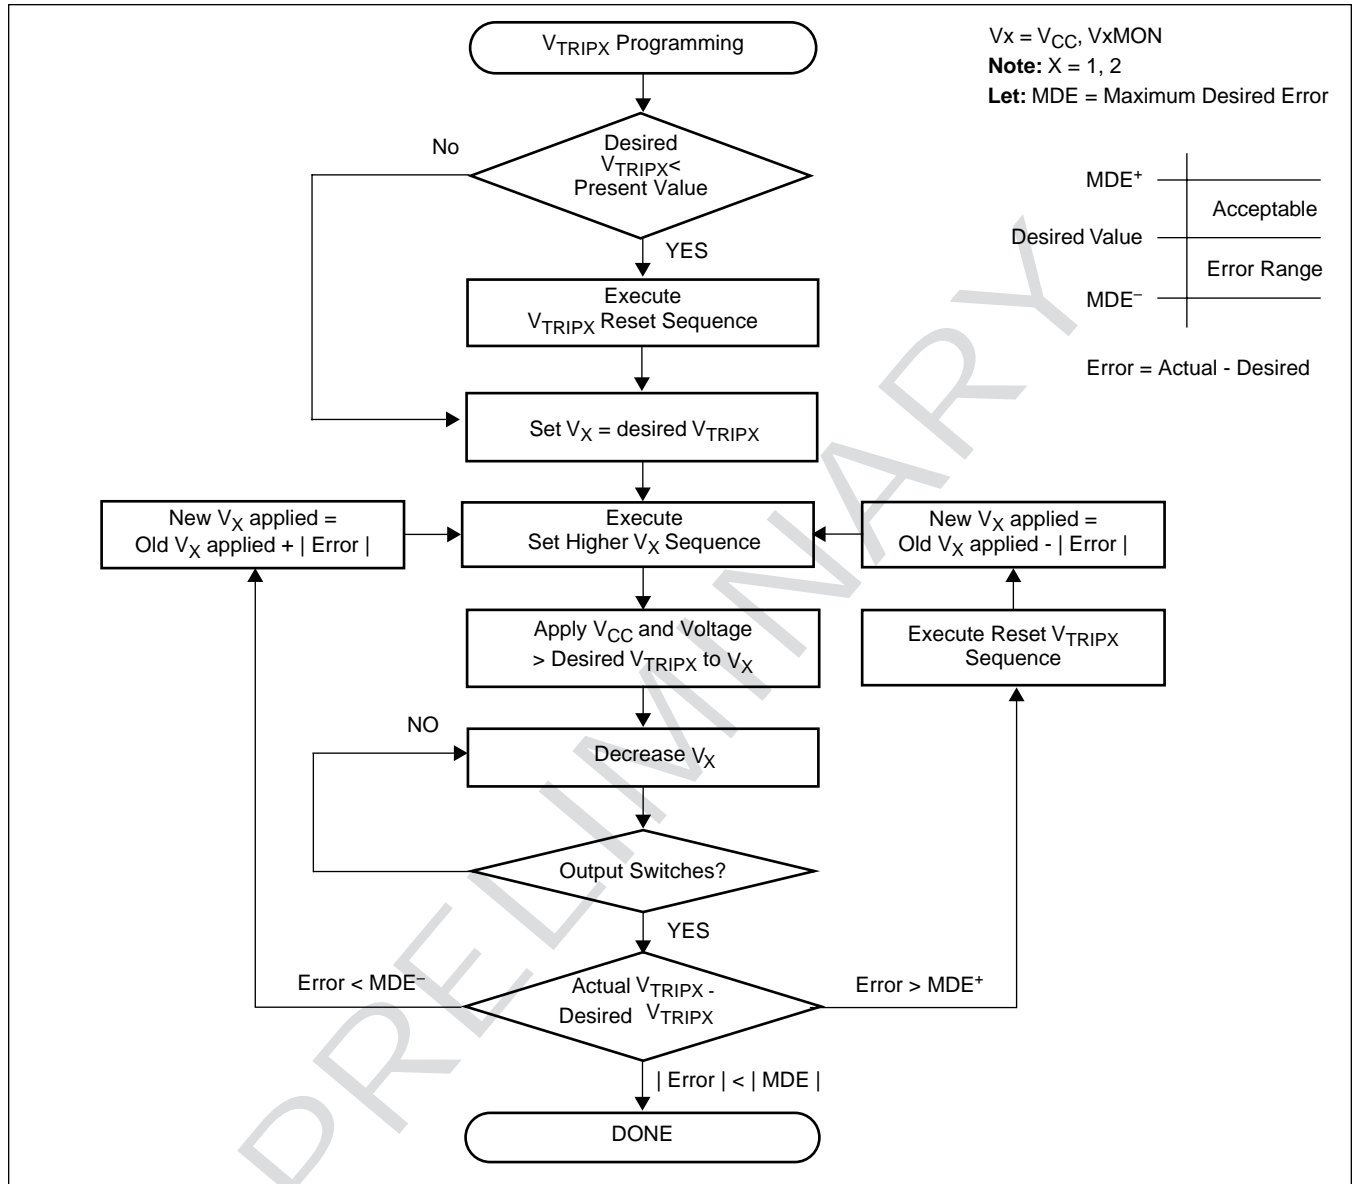 VTRIPX Programming
Vx = VCC, VxMON
Note: X = 1, 2
Let: MDE = Maximum Desired Error
No
Desired
VTRIPX<
Present Value
YES
MDE+
Acceptable
Desired Value
Error Range
MDE–
Error = Actual - Desired
Execute
VTRIPX Reset Sequence
Set VX = desired VTRIPX
New VX applied =
Old VX applied + | Error |
Execute
Set Higher VX Sequence
New VX applied =
Old VX applied - | Error |
Apply VCC and Voltage
> Desired VTRIPX to VX
Execute Reset VTRIPX
Sequence
NO
Decrease VX
Output Switches?
YES
Error < MDE–
Actual VTRIPX -
Desired VTRIPX
Error > MDE+
| Error | < | MDE |
DONE
PRELIMINARY